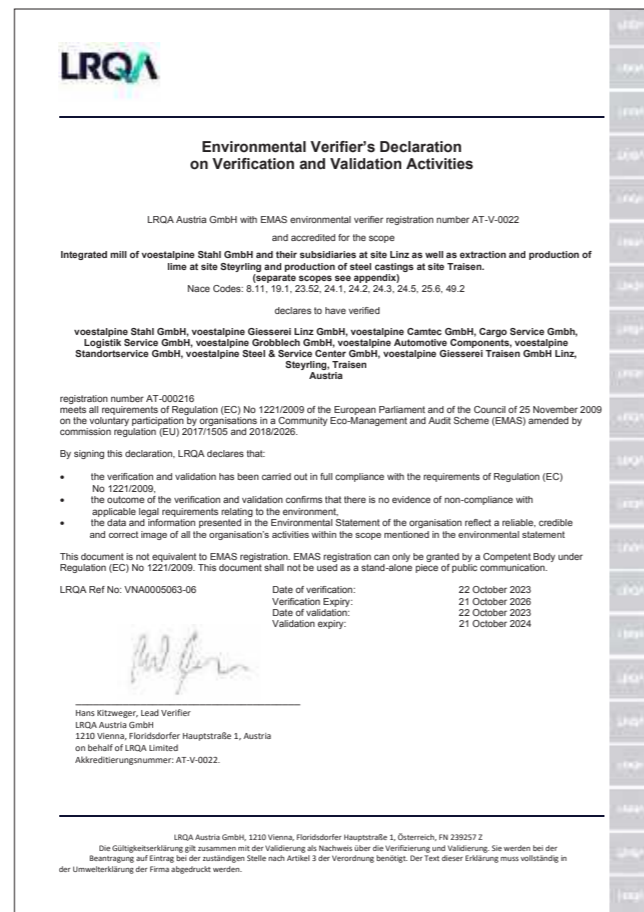 LRQA
Environmental Verifier's Declaration
on Verification and Validation Activities
LRQA Austria GmbH with EMAS environmental verifier registration number AT-V-0022
and accredited for the scope
Integrated mill of voestalpine Stahl GmbH and their subsidiaries at site Linz as well as extraction and production of
lime at site Steyrling and production of steel castings at site Traisen.
(separate scopes see appendix)
Nace Codes: 8.11, 19.1, 23.52, 24.1, 24.2, 24.3, 24.5, 25.6, 49.2
declares to have verified
voestalpine Stahl GmbH, voestalpine Giesserei Linz GmbH, voestalpine Camtec GmbH, Cargo Service Gmbh,
Logistik Service GmbH, voestalpine Grobblech GmbH, voestalpine Automotive Components, voestalpine
Standortservice GmbH, voestalpine Steel & Service Center GmbH, voestalpine Giesserei Traisen GmbH Linz,
Steyrling, Traisen
Austria
registration number AT-000216
meets all requirements of Regulation (EC) No 1221/2009 of the European Parliament and of the Council of 25 November 2009
on the voluntary participation by organisations in a Community Eco-Management and Audit Scheme (EMAS) amended by
commission regulation (EU) 2017/1505 and 2018/2026.
By signing this declaration, LRQA declares that:
• the verification and validation has been carried out in full compliance with the requirements of Regulation (EC)
No 1221/2009,
• the outcome of the verification and validation confirms that there is no evidence of non-compliance with
applicable legal requirements relating to the environment,
• the data and information presented in the Environmental Statement of the organisation reflect a reliable, credible
and correct image of all the organisation's activities within the scope mentioned in the environmental statement
This document is not equivalent to EMAS registration. EMAS registration can only be granted by a Competent Body under
Regulation (EC) No 1221/2009. This document shall not be used as a stand-alone piece of public communication.
LRQA Ref No: VNA0005063-06 Date of verification: 22 October 2023
Verification Expiry: 21 October 2026
Date of validation: 22 October 2023
Validation expiry: 21 October 2024
Hans Kitzweger, Lead Verifier
LRQA Austria GmbH
1210 Vienna, Floridsdorfer Hauptstraße 1, Austria
on behalf of LRQA Limited
Akkreditierungsnummer: AT-V-0022.
LRQA Austria GmbH, 1210 Vienna, Floridsdorfer Hauptstraße 1, Österreich, FN 239257 Z
Die Gültigkeitserklärung gilt zusammen mit der Validierung als Nachweis über die Verifizierung und Validierung. Sie werden bei der
Beantragung auf Eintrag bei der zuständigen Stelle nach Artikel 3 der Verordnung benötigt. Der Text dieser Erklärung muss vollständig in
der Umwelterklärung der Firma abgedruckt werden.